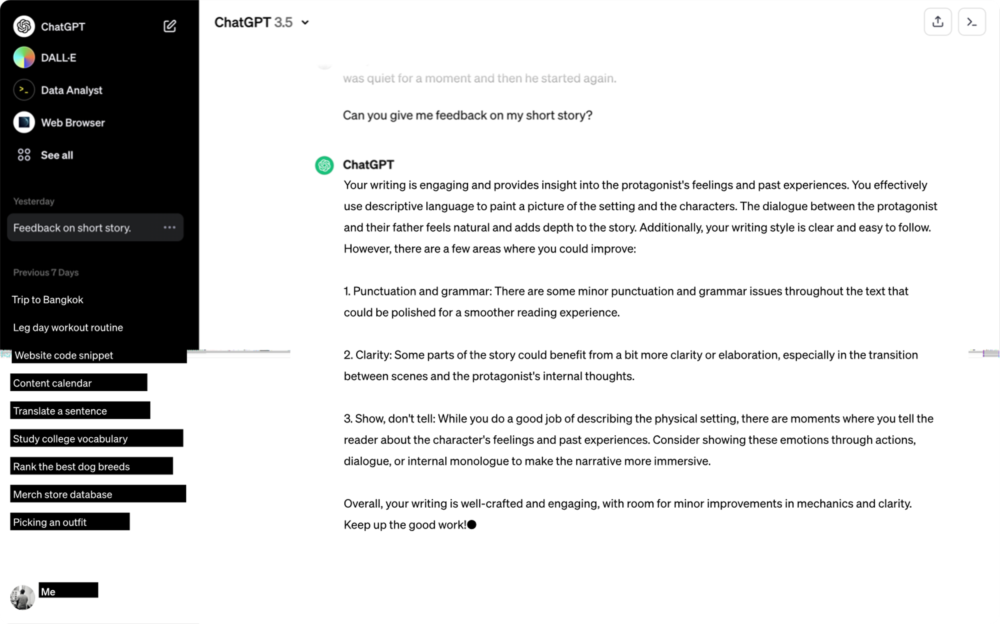 ChatGPT
DALL·E
Data Analyst
Web Browser
See all
Yesterday
Feedback on short story.
Previous 7 Days
Trip to Bangkok
Leg day workout routine
Website code snippet
Content calendar
Translate a sentence
Study college vocabulary
Rank the best dog breeds
Merch store database
Picking an outfit
Me
ChatGPT 3.5
was quiet for a moment and then he started again.
Can you give me feedback on my short story?
ChatGPT
Your writing is engaging and provides insight into the protagonist's feelings and past experiences. You effectively
use descriptive language to paint a picture of the setting and the characters. The dialogue between the protagonist
and their father feels natural and adds depth to the story. Additionally, your writing style is clear and easy to follow.
However, there are a few areas where you could improve:
1. Punctuation and grammar: There are some minor punctuation and grammar issues throughout the text that
could be polished for a smoother reading experience.
2. Clarity: Some parts of the story could benefit from a bit more clarity or elaboration, especially in the transition
between scenes and the protagonist's internal thoughts.
3. Show, don't tell: While you do a good job of describing the physical setting, there are moments where you tell the
reader about the character's feelings and past experiences. Consider showing these emotions through actions,
dialogue, or internal monologue to make the narrative more immersive.
Overall, your writing is well-crafted and engaging, with room for minor improvements in mechanics and clarity.
Keep up the good work!